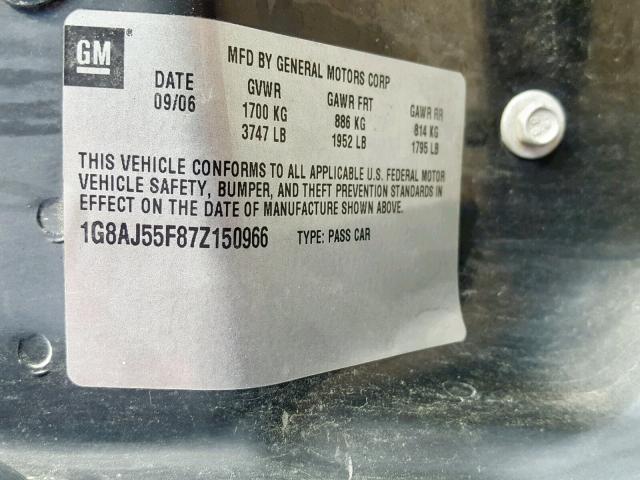 GM
MFD BY GENERAL MOTORS CORP
DATE GVWR GAWR FRT GAWR RR
09/06 1700 KG 886 KG 814 KG
3747 LB 1952 LB 1795 LB
THIS VEHICLE CONFORMS TO ALL APPLICABLE U.S. FEDERAL MOTOR
VEHICLE SAFETY, BUMPER, AND THEFT PREVENTION STANDARDS IN
EFFECT ON THE DATE OF MANUFACTURE SHOWN ABOVE.
1G8AJ55F87Z150966 TYPE: PASS CAR